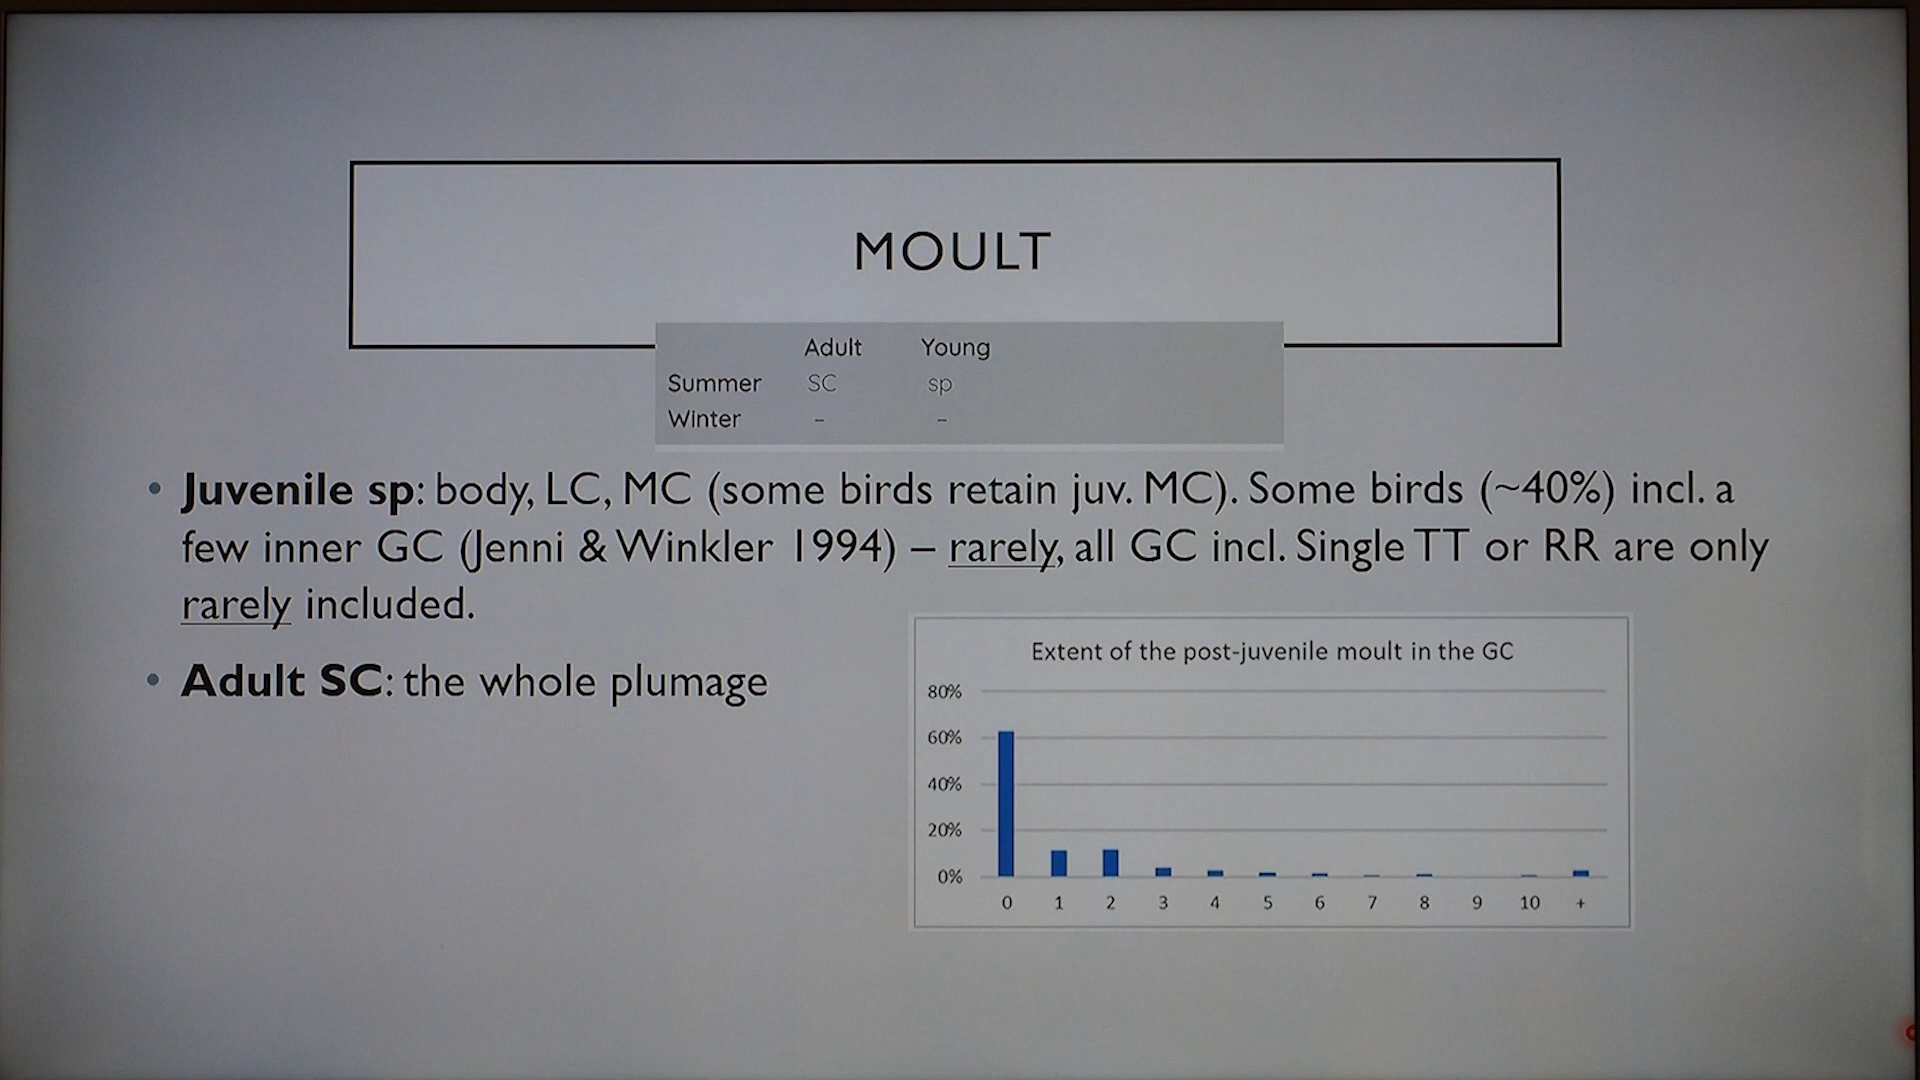 MOULT
Adult Young
Summer SC sp
Winter - -
• Juvenile sp: body, LC, MC (some birds retain juv. MC). Some birds (~40%) incl. a
few inner GC (Jenni & Winkler 1994) – rarely, all GC incl. Single TT or RR are only
rarely included.
• Adult SC: the whole plumage
Extent of the post-juvenile moult in the GC
80%
60%
40%
20%
0%
0 1 2 3 4 5 6 7 8 9 10 +